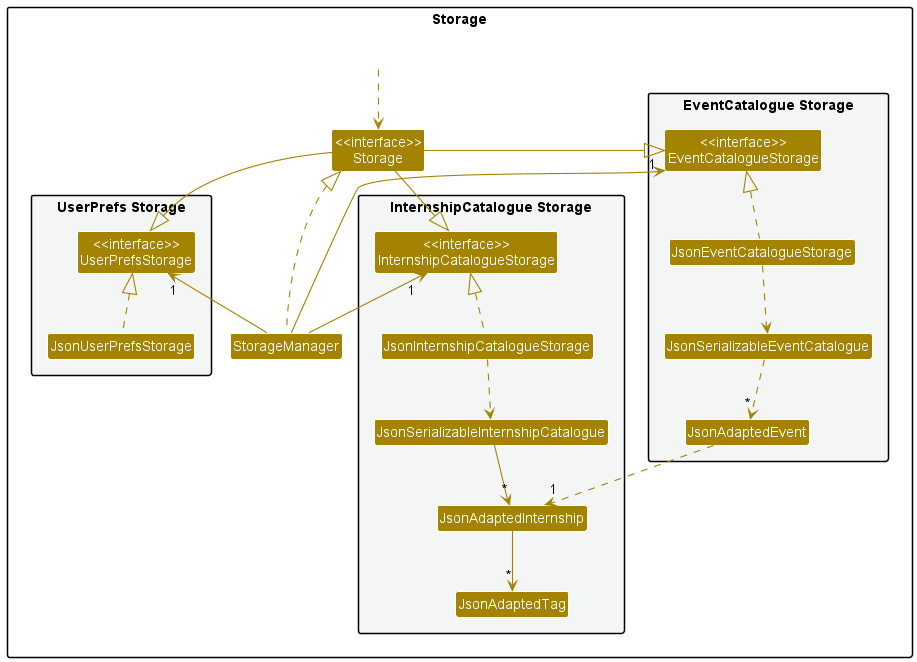 Storage
EventCatalogue Storage
<<interface>>
Storage
<<interface>>
EventCatalogueStorage
1
UserPrefs Storage
InternshipCatalogue Storage
<<interface>>
UserPrefsStorage
<<interface>>
InternshipCatalogueStorage
JsonEventCatalogueStorage
1
1
JsonUserPrefsStorage
StorageManager
JsonInternshipCatalogueStorage
JsonSerializableEventCatalogue
*
JsonSerializableInternshipCatalogue
JsonAdaptedEvent
*
1
JsonAdaptedInternship
*
JsonAdaptedTag